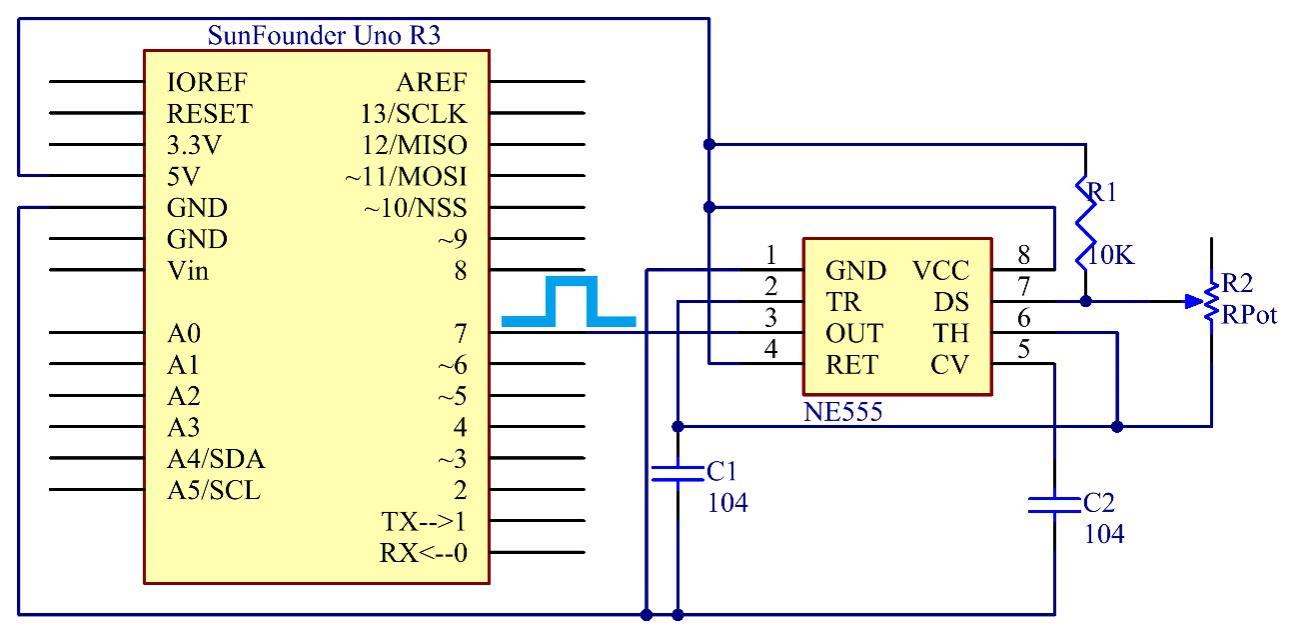 SunFounder Uno R3
IOREF AREF
RESET 13/SCLK
3.3V 12/MISO
5V ~11/MOSI
GND ~10/NSS
GND ~9
Vin 8
A0 7
A1 ~6
A2 ~5
A3 4
A4/SDA ~3
A5/SCL 2
TX-->1
RX<--0
1 GND VCC 8
2 TR DS 7
3 OUT TH 6
4 RET CV 5
NE555
R1
10K
R2
RPot
C1
104
C2
104